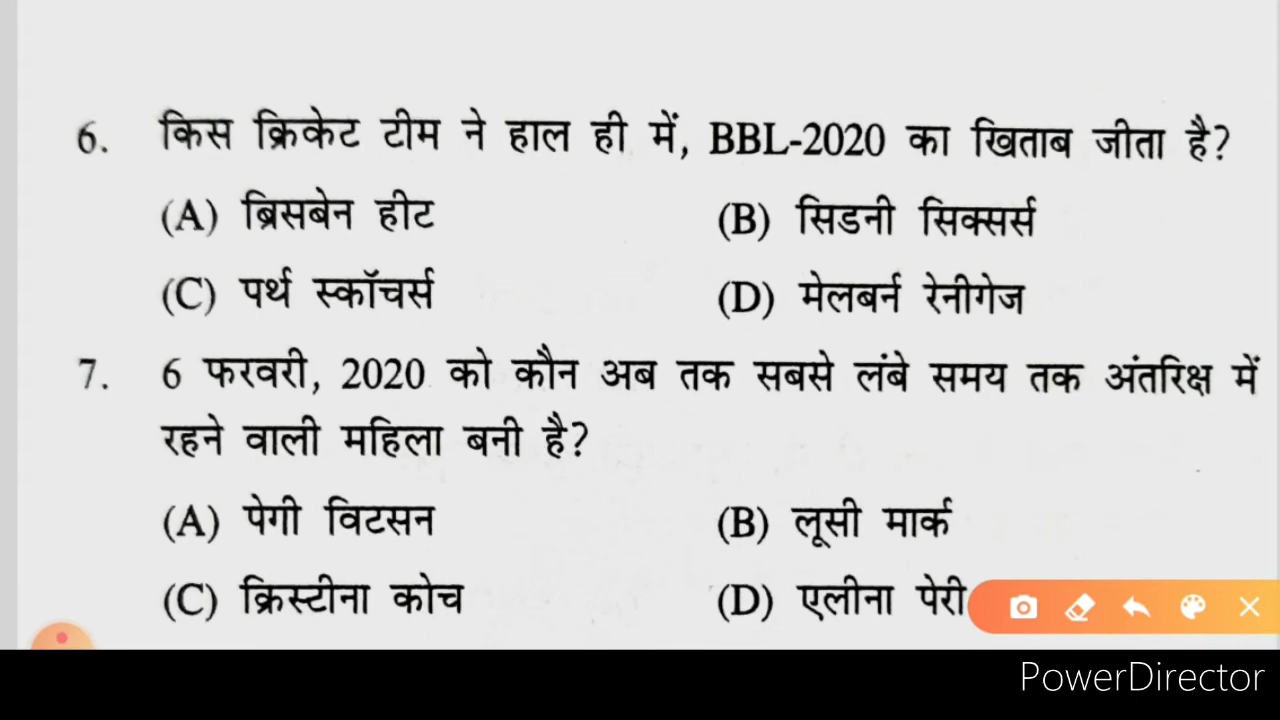 6. किस क्रिकेट टीम ने हाल ही में, BBL-2020 का खिताब जीता है?
(A) ब्रिसबेन हीट (B) सिडनी सिक्सर्स
(C) पर्थ स्कॉचर्स (D) मेलबर्न रेनीगेज
7. 6 फरवरी, 2020 को कौन अब तक सबसे लंबे समय तक अंतरिक्ष में
रहने वाली महिला बनी है?
(A) पेगी विटसन (B) लूसी मार्क
(C) क्रिस्टीना कोच (D) एलीना पेरी
PowerDirector